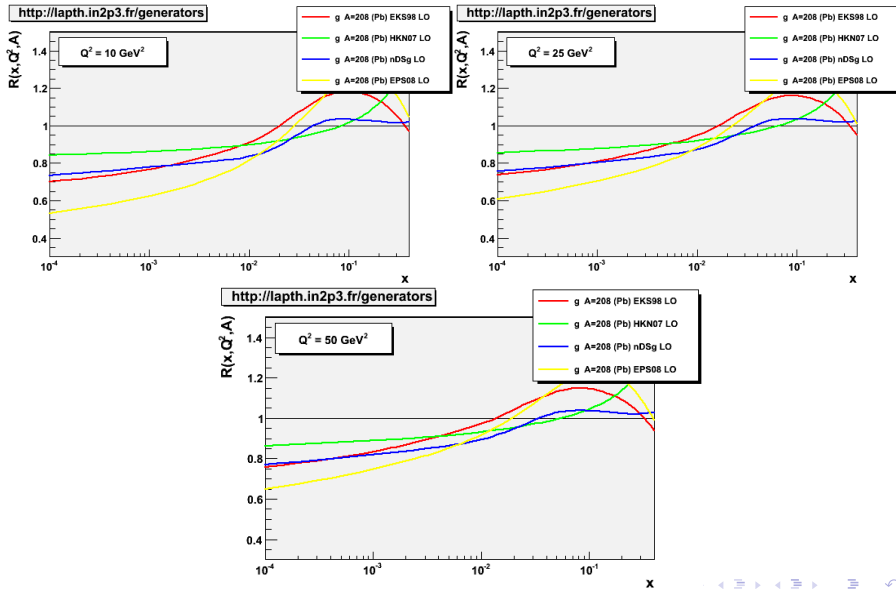 http://lapth.in2p3.fr/generators
R(x,Q²,A)
Q² = 10 GeV²
g A=208 (Pb) EKS98 LO
g A=208 (Pb) HKN07 LO
g A=208 (Pb) nDSg LO
g A=208 (Pb) EPS08 LO
1.4
1.2
1
0.8
0.6
0.4
10⁻⁴
10⁻³
10⁻²
10⁻¹
x
http://lapth.in2p3.fr/generators
R(x,Q²,A)
Q² = 25 GeV²
g A=208 (Pb) EKS98 LO
g A=208 (Pb) HKN07 LO
g A=208 (Pb) nDSg LO
g A=208 (Pb) EPS08 LO
1.4
1.2
1
0.8
0.6
0.4
10⁻⁴
10⁻³
10⁻²
10⁻¹
x
http://lapth.in2p3.fr/generators
R(x,Q²,A)
Q² = 50 GeV²
g A=208 (Pb) EKS98 LO
g A=208 (Pb) HKN07 LO
g A=208 (Pb) nDSg LO
g A=208 (Pb) EPS08 LO
1.4
1.2
1
0.8
0.6
0.4
10⁻⁴
10⁻³
10⁻²
10⁻¹
x